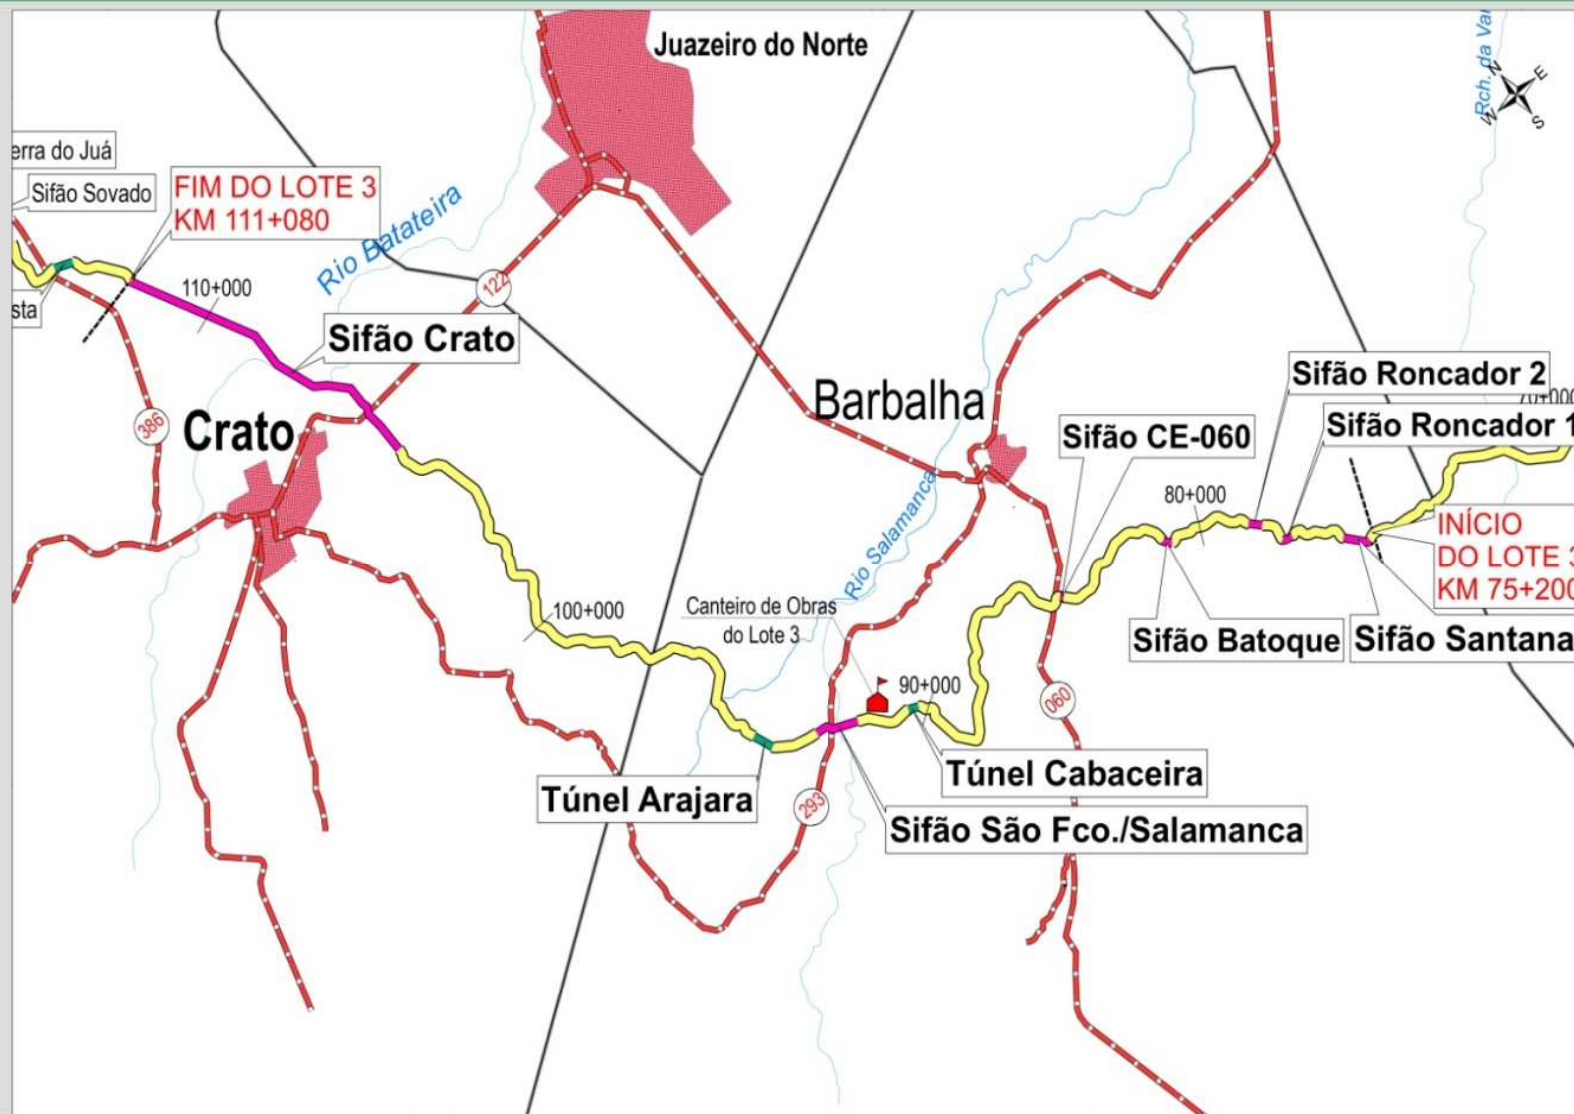 Juazeiro do Norte
Rch. da Va
N
E
W
S
erra do Juá
Sifão Sovado
FIM DO LOTE 3
KM 111+080
Rio Batateira
110+000
122
sta
Sifão Crato
Sifão Roncador 2
70+000
Barbalha
Sifão Roncador 1
386
Crato
Sifão CE-060
80+000
Rio Salamanca
INÍCIO
DO LOTE 3
KM 75+200
100+000
Canteiro de Obras
do Lote 3
Sifão Batoque
Sifão Santana
90+000
060
Túnel Cabaceira
Túnel Arajara
293
Sifão São Fco./Salamanca